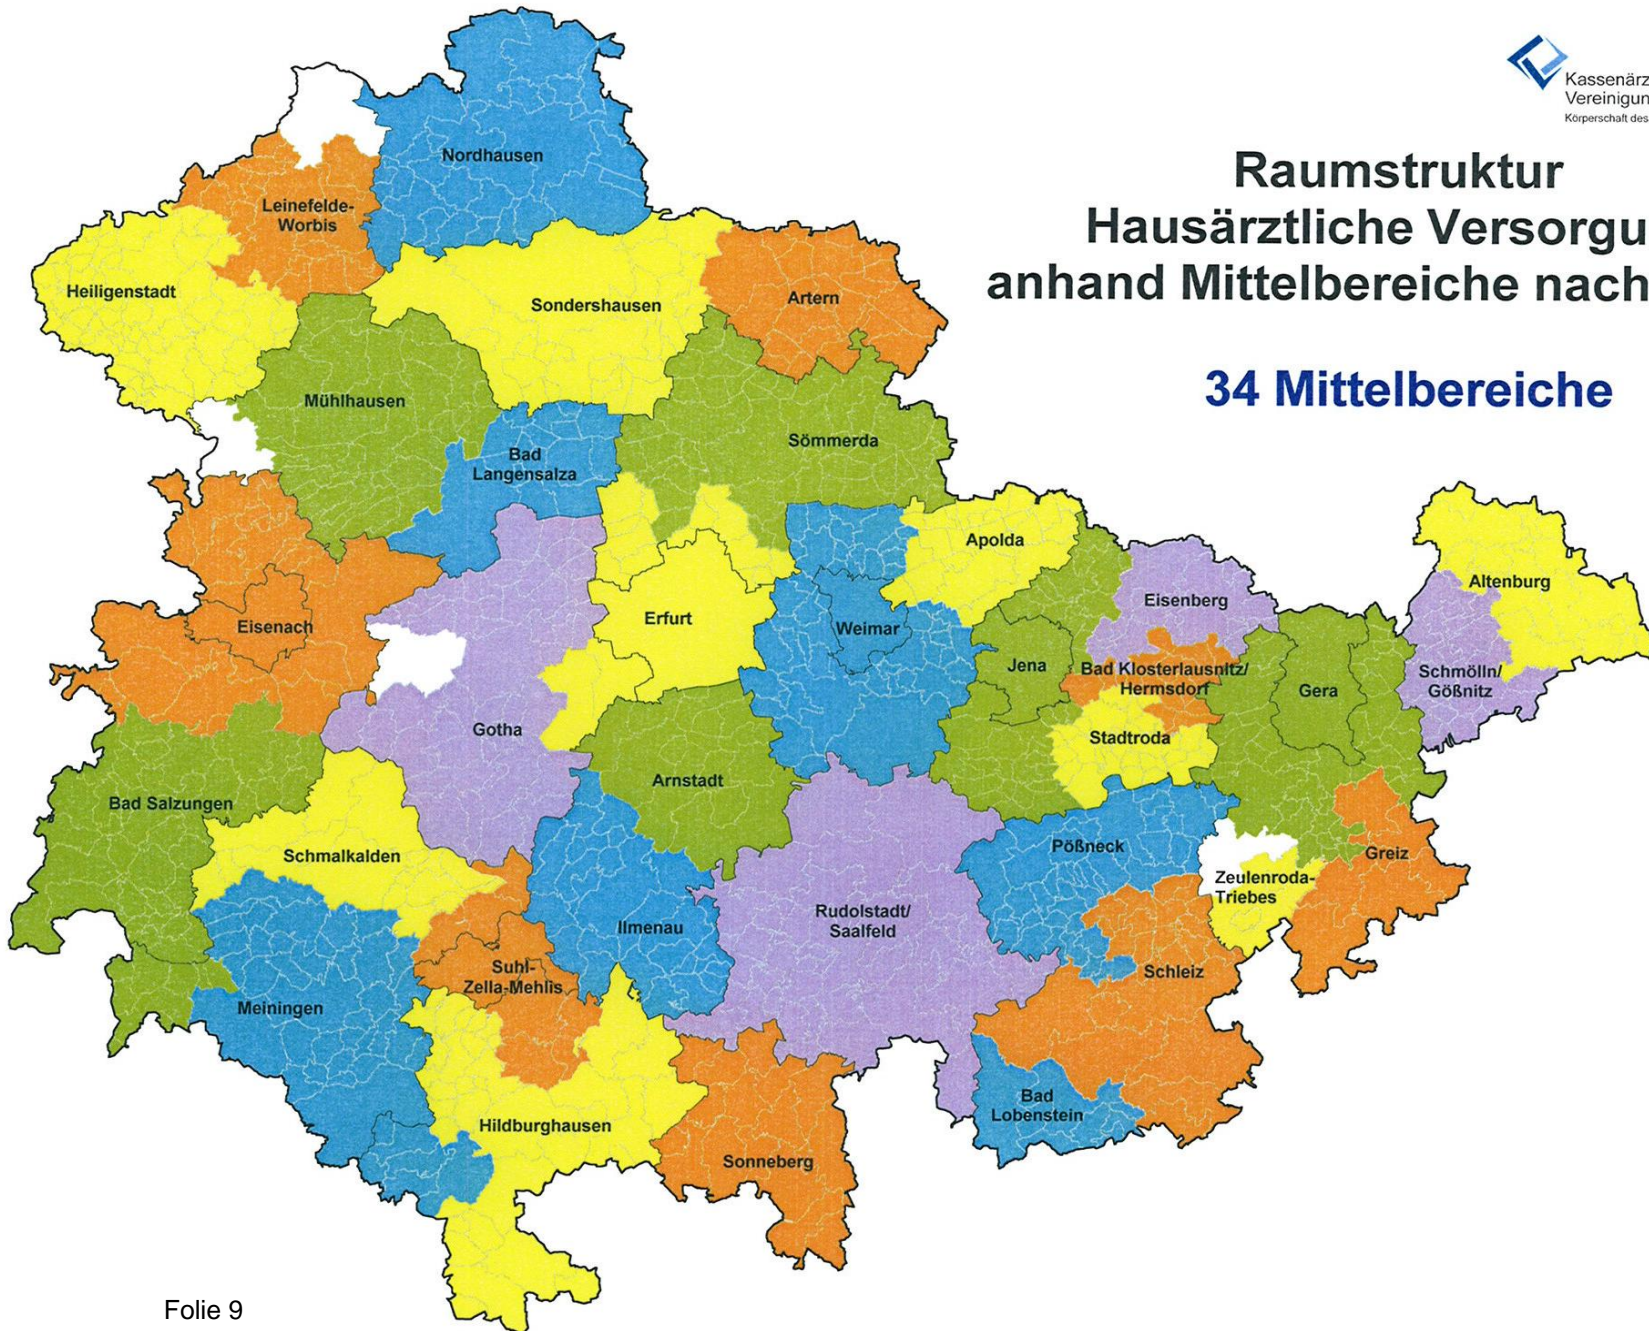 Kassenärz
Vereinigun
Körperschaft des
Raumstruktur
Hausärztliche Versorgu
anhand Mittelbereiche nach
34 Mittelbereiche
Nordhausen
Leinefelde-
Worbis
Heiligenstadt
Sondershausen
Artern
Mühlhausen
Sömmerda
Bad
Langensalza
Apolda
Altenburg
Eisenberg
Eisenach
Erfurt
Weimar
Jena
Bad Klosterlausnitz/
Hermsdorf
Gera
Schmölln/
Gößnitz
Gotha
Stadtroda
Arnstadt
Bad Salzungen
Schmalkalden
Pößneck
Greiz
Zeulenroda-
Triebes
Rudolstadt/
Saalfeld
Ilmenau
Suhl-
Zella-Mehlis
Schleiz
Meiningen
Bad
Lobenstein
Hildburghausen
Sonneberg
Folie 9